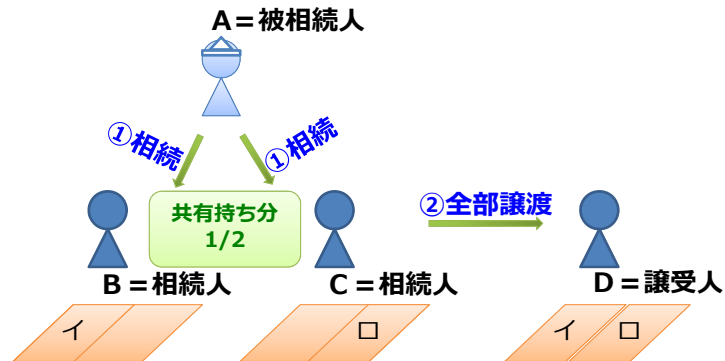 A＝被相続人
①相続
①相続
共有持ち分
1/2
②全部譲渡
B＝相続人
C＝相続人
D＝譲受人
イ
ロ
イ
ロ